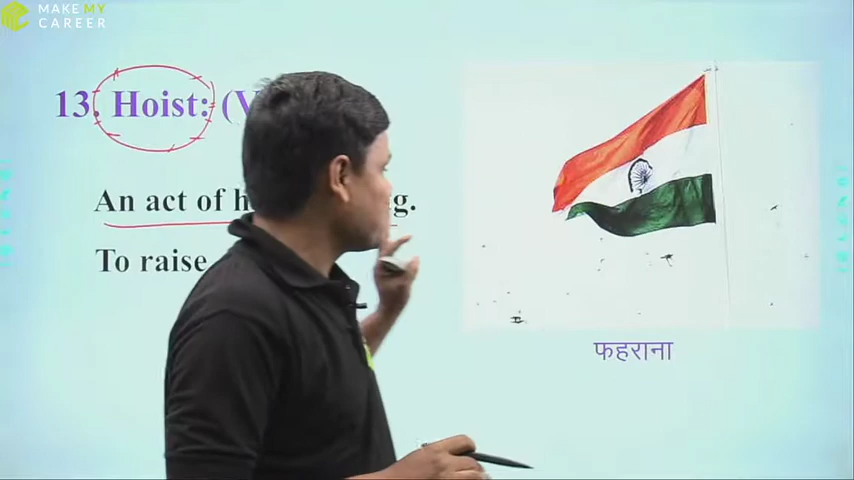 MAKE MY
CAREER
13. Hoist: (V
An act of
To raise
फहराना